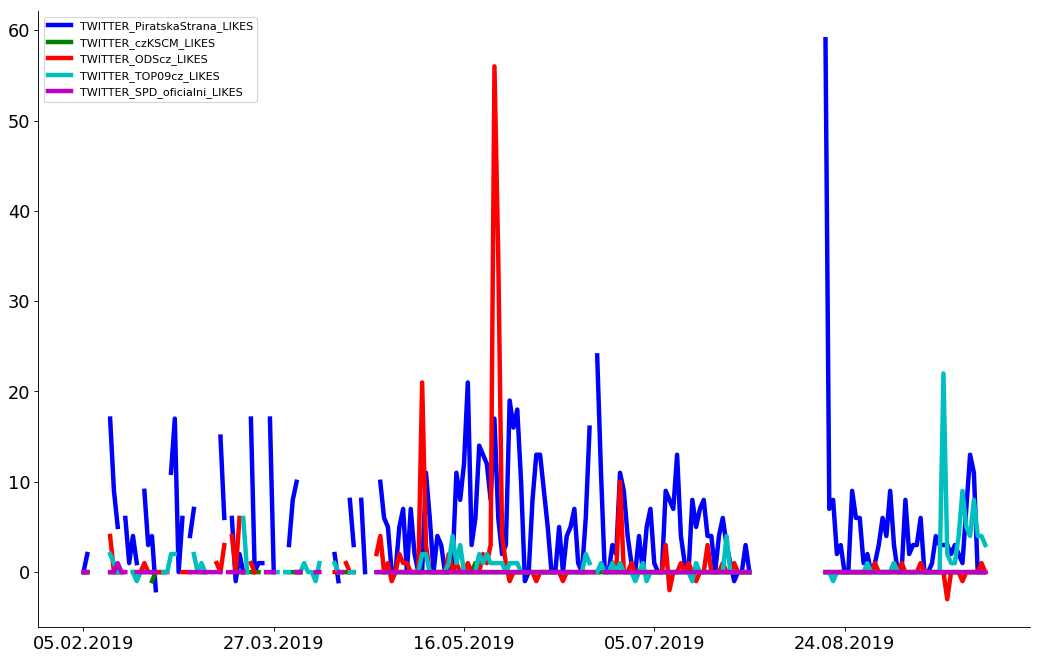 TWITTER_PiratskaStrana_LIKES
TWITTER_czKSCM_LIKES
TWITTER_ODScz_LIKES
TWITTER_TOP09cz_LIKES
TWITTER_SPD_oficialni_LIKES
60
50
40
30
20
10
0
05.02.2019 27.03.2019 16.05.2019 05.07.2019 24.08.2019